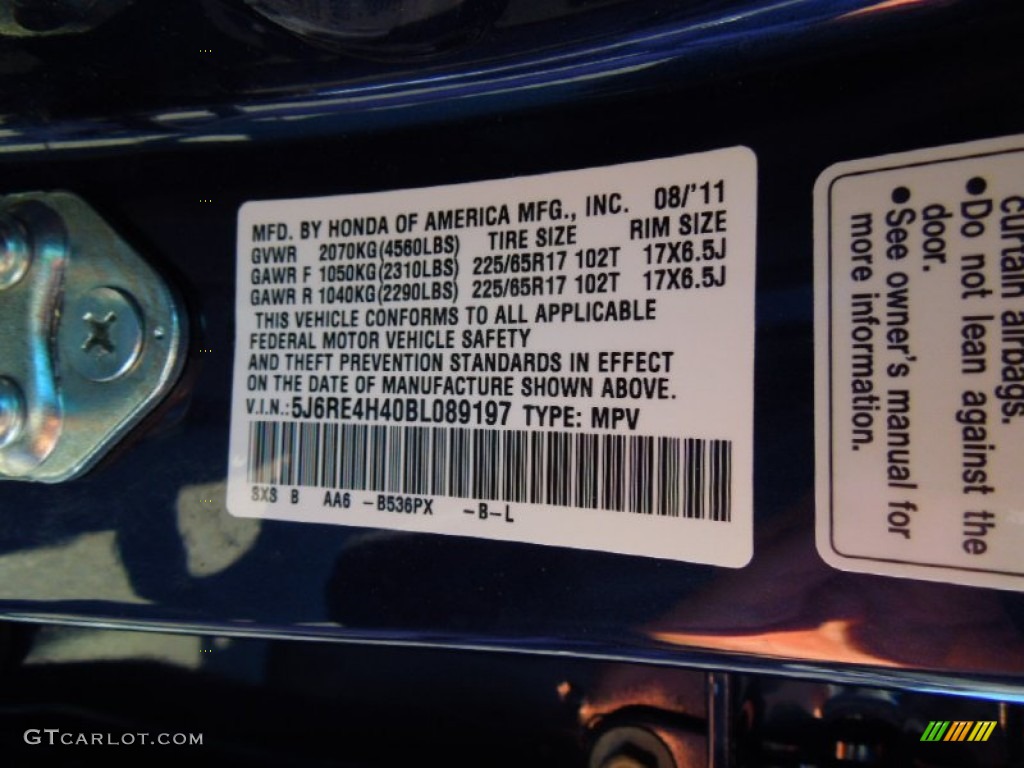 MFD. BY HONDA OF AMERICA MFG., INC. 08/'11
GVWR 2070KG(4560LBS) TIRE SIZE RIM SIZE
GAWR F 1050KG(2310LBS) 225/65R17 102T 17X6.5J
GAWR R 1040KG(2290LBS) 225/65R17 102T 17X6.5J
THIS VEHICLE CONFORMS TO ALL APPLICABLE
FEDERAL MOTOR VEHICLE SAFETY
AND THEFT PREVENTION STANDARDS IN EFFECT
ON THE DATE OF MANUFACTURE SHOWN ABOVE.
V.I.N.:5J6RE4H40BL089197 TYPE: MPV
SXS B AA6 -B536PX -B-L
curtain airbags.
●Do not lean against the
door.
●See owner's manual for
more information.
GTCARLOT.COM